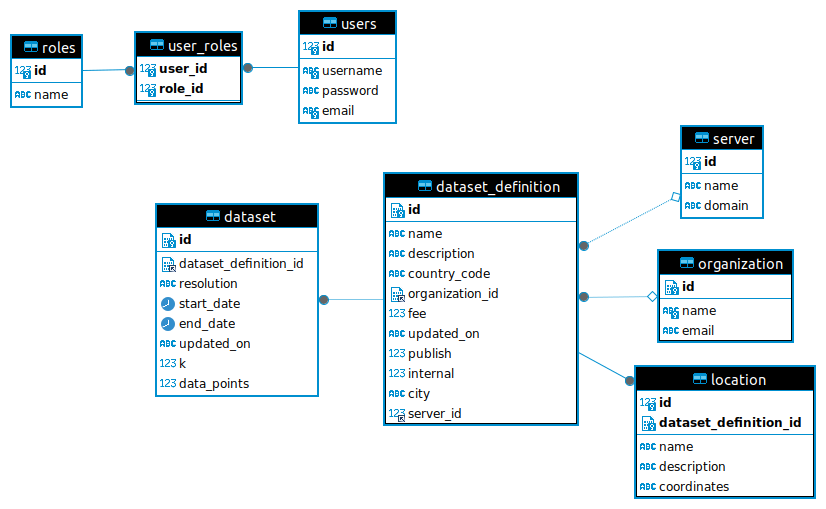 roles
123 id
ABC name
user_roles
123 user_id
123 role_id
users
123 id
ABC username
ABC password
ABC email
server
123 id
ABC name
ABC domain
dataset
id
dataset_definition_id
ABC resolution
start_date
end_date
ABC updated_on
123 k
123 data_points
dataset_definition
id
ABC name
ABC description
ABC country_code
organization_id
123 fee
ABC updated_on
123 publish
123 internal
ABC city
123 server_id
organization
id
ABC name
ABC email
location
123 id
dataset_definition_id
ABC name
ABC description
ABC coordinates